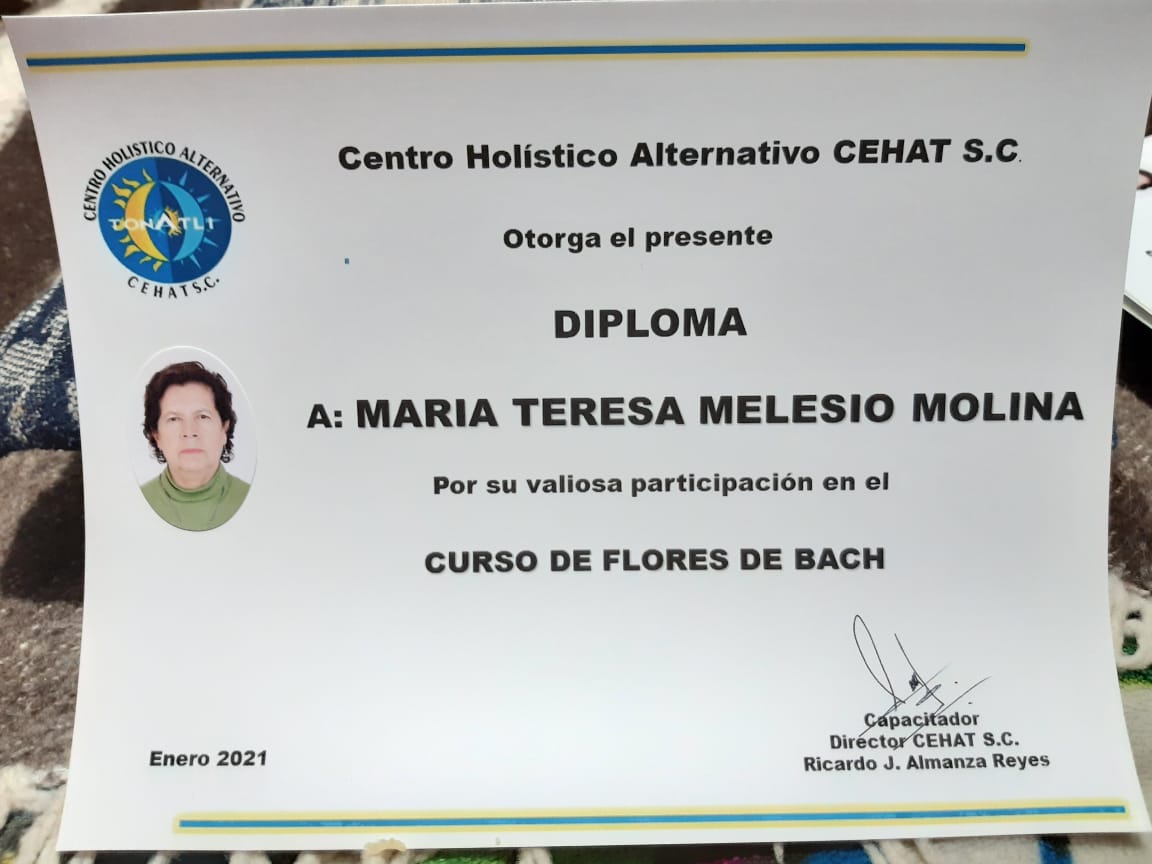 CENTRO HOLISTICO ALTERNATIVO
TONATLI
CEHAT S.C.
Centro Holístico Alternativo CEHAT S.C.
Otorga el presente
DIPLOMA
A: MARIA TERESA MELESIO MOLINA
Por su valiosa participación en el
CURSO DE FLORES DE BACH
Capacitador
Director CEHAT S.C.
Ricardo J. Almanza Reyes
Enero 2021